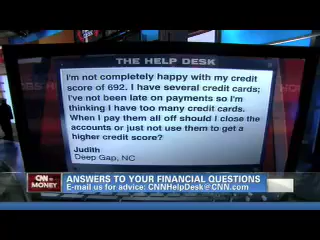 THE HELP DESK
I'm not completely happy with my credit
score of 692. I have several credit cards;
I've not been late on payments so I'm
thinking I have too many credit cards.
When I pay them all off should I close the
accounts or just not use them to get a
higher credit score?
Judith
Deep Gap, NC
CNN
MONEY
ANSWERS TO YOUR FINANCIAL QUESTIONS
E-mail us for advice: CNNHelpDesk@CNN.com